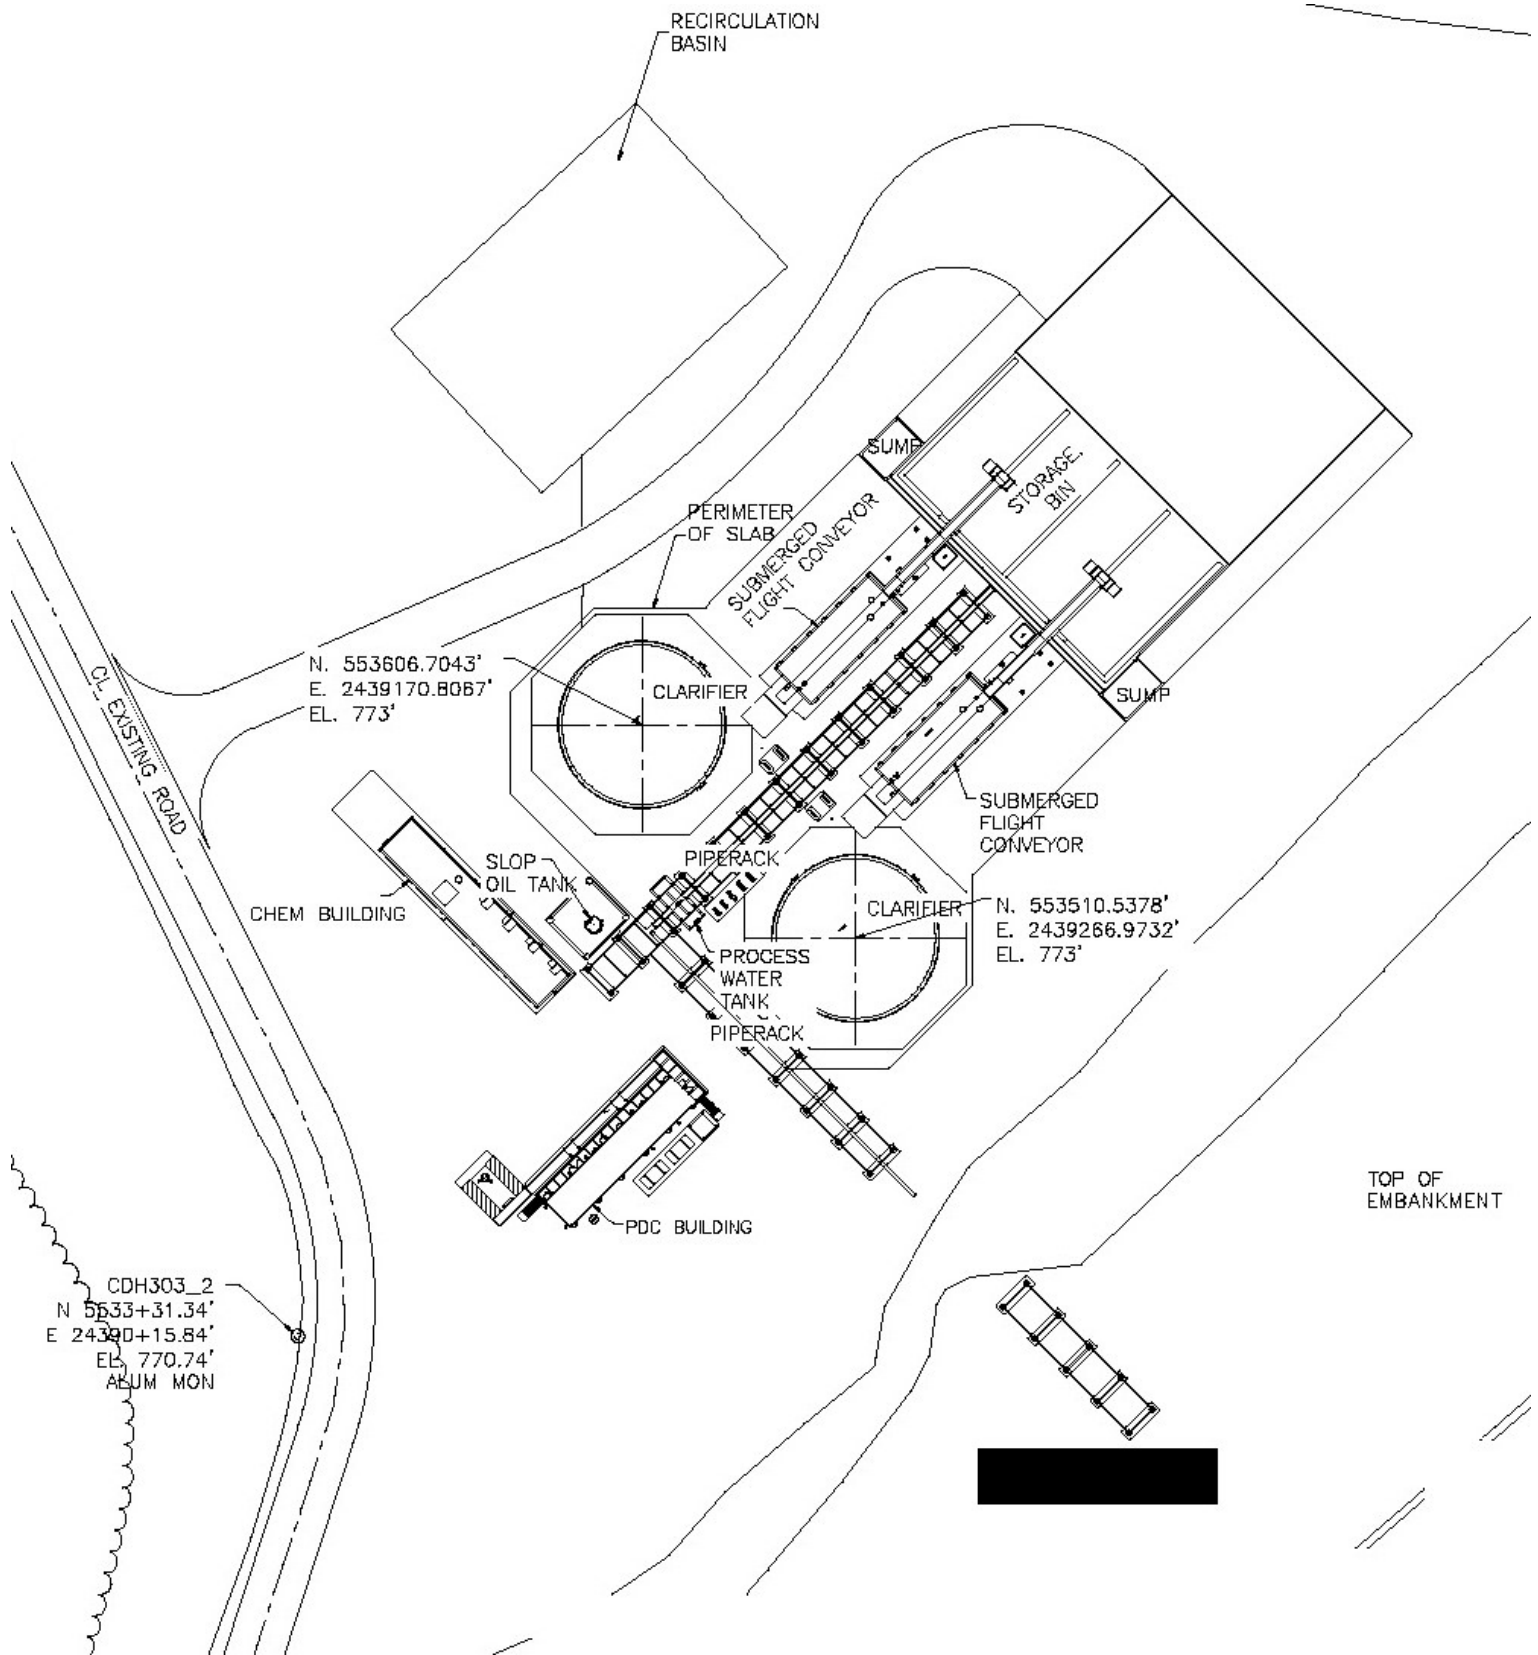 RECIRCULATION
BASIN
SUMP
STORAGE
BIN
PERIMETER
OF SLAB
SUBMERGED
FLIGHT CONVEYOR
N. 553606.7043'
E. 2439170.8067'
EL. 773'
CLARIFIER
SUMP
CL EXISTING ROAD
SUBMERGED
FLIGHT
CONVEYOR
PIPERACK
SLOP
OIL TANK
CHEM BUILDING
CLARIFIER
N. 553510.5378'
E. 2439266.9732'
EL. 773'
PROCESS
WATER
TANK
PIPERACK
TOP OF
EMBANKMENT
PDC BUILDING
CDH303_2
N 5533+31.34'
E 24390+15.84'
EL 770.74'
ALUM MON